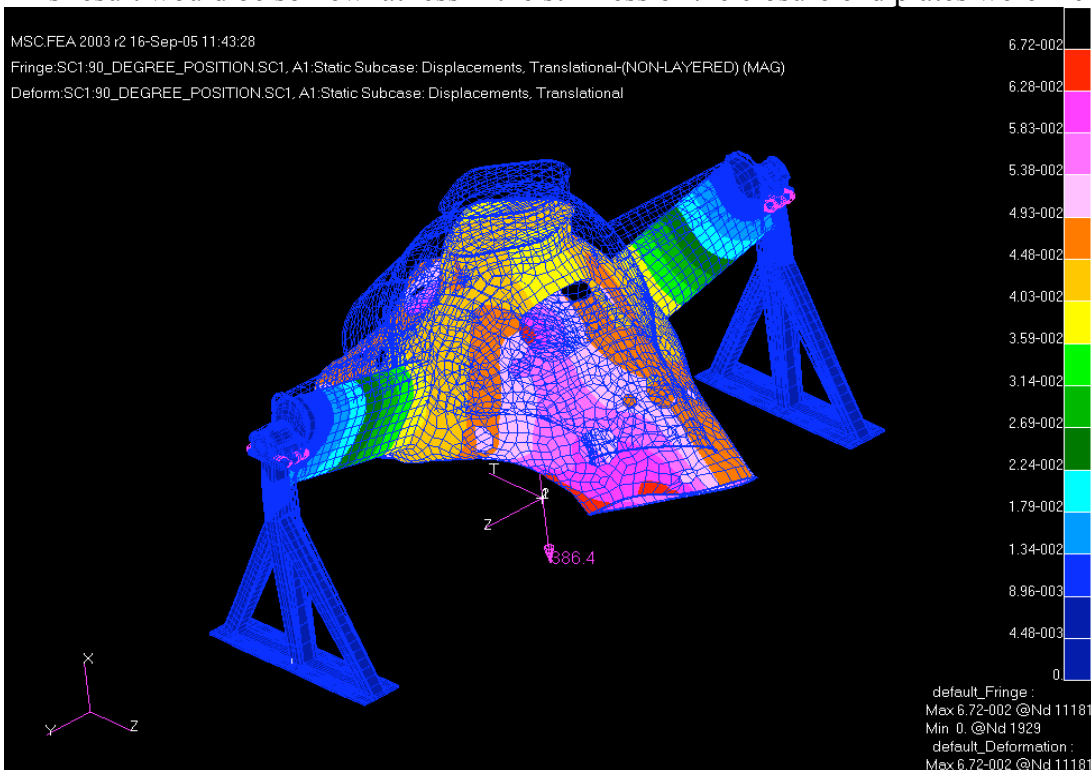 MSC.FEA 2003 r2 16-Sep-05 11:43:28
Fringe:SC1:90_DEGREE_POSITION.SC1, A1:Static Subcase: Displacements, Translational-(NON-LAYERED) (MAG)
Deform:SC1:90_DEGREE_POSITION.SC1, A1:Static Subcase: Displacements, Translational
6.72-002
6.28-002
5.83-002
5.38-002
4.93-002
4.48-002
4.03-002
3.59-002
3.14-002
2.69-002
2.24-002
1.79-002
1.34-002
8.96-003
4.48-003
0.
T
Z
386.4
X
Y
Z
default_Fringe :
Max 6.72-002 @Nd 11181
Min 0. @Nd 1929
default_Deformation :
Max 6.72-002 @Nd 11181